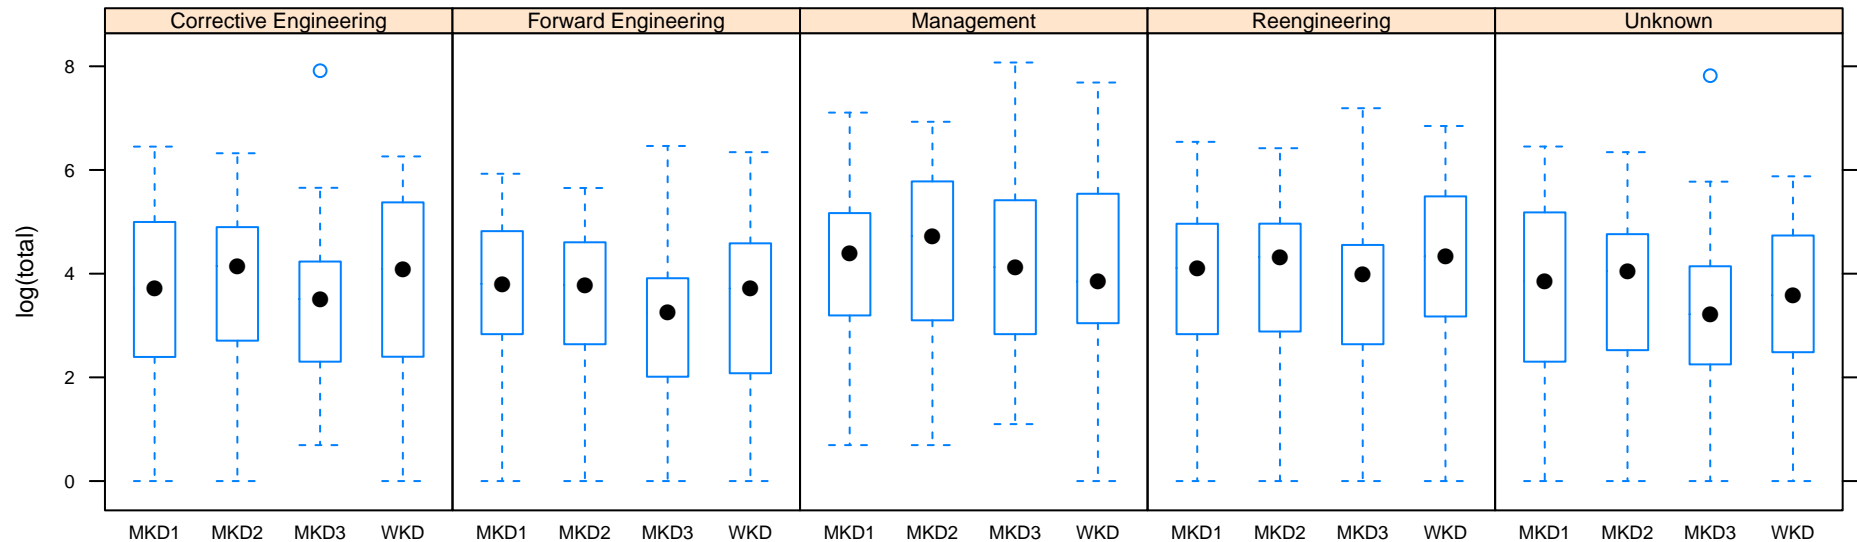 Corrective Engineering Forward Engineering Management Reengineering Unknown
8
6
4
2
0
log(total)
MKD1 MKD2 MKD3 WKD MKD1 MKD2 MKD3 WKD MKD1 MKD2 MKD3 WKD MKD1 MKD2 MKD3 WKD MKD1 MKD2 MKD3 WKD